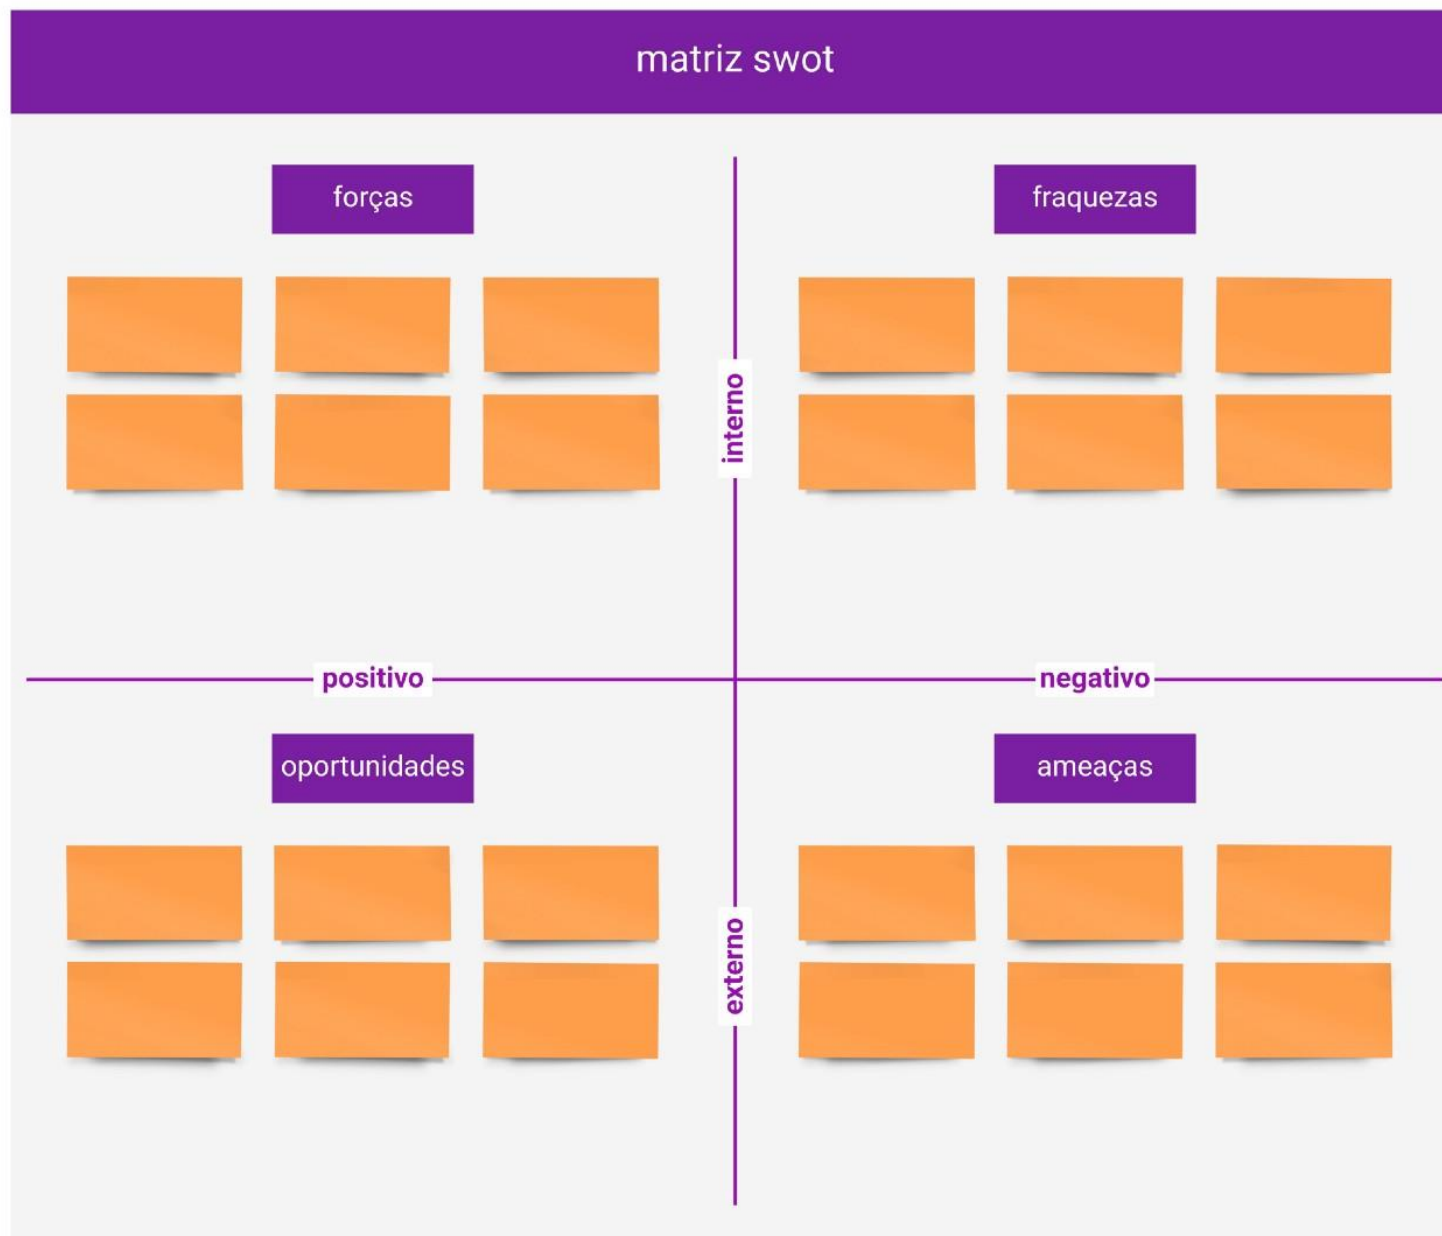 matriz swot
forças
fraquezas
interno
positivo
negativo
oportunidades
ameaças
externo